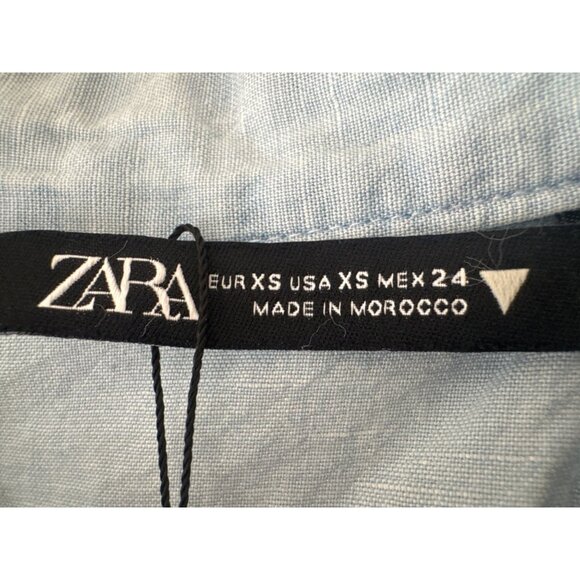 ZARA
EUR XS USA XS MEX 24
MADE IN MOROCCO